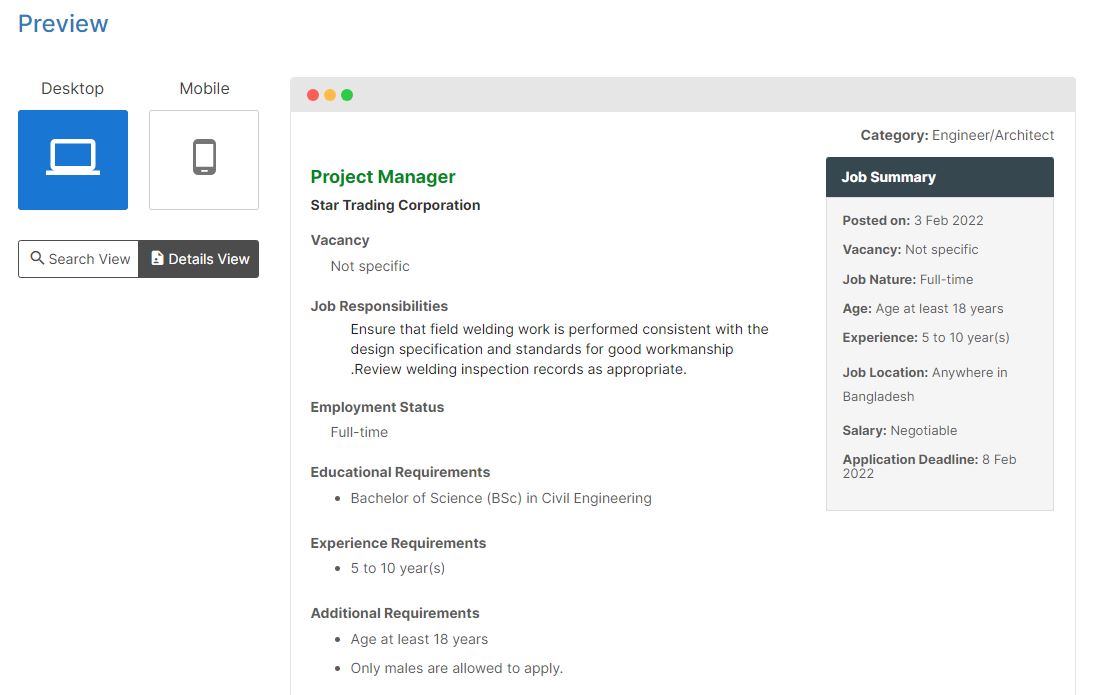 Preview
Desktop
Mobile
Search View
Details View
Category: Engineer/Architect
Project Manager
Star Trading Corporation
Vacancy
Not specific
Job Responsibilities
Ensure that field welding work is performed consistent with the
design specification and standards for good workmanship
.Review welding inspection records as appropriate.
Employment Status
Full-time
Educational Requirements
• Bachelor of Science (BSc) in Civil Engineering
Experience Requirements
• 5 to 10 year(s)
Additional Requirements
• Age at least 18 years
• Only males are allowed to apply.
Job Summary
Posted on: 3 Feb 2022
Vacancy: Not specific
Job Nature: Full-time
Age: Age at least 18 years
Experience: 5 to 10 year(s)
Job Location: Anywhere in
Bangladesh
Salary: Negotiable
Application Deadline: 8 Feb
2022